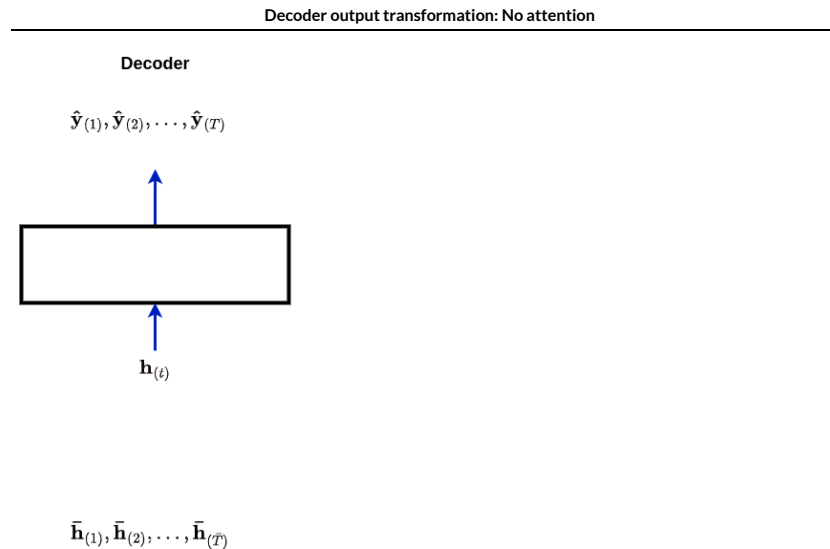 Decoder output transformation: No attention
Decoder
ŷ₍₁₎, ŷ₍₂₎, . . . , ŷ₍T₎
h₍t₎
h̄₍₁₎, h̄₍₂₎, . . . , h̄₍T̄₎